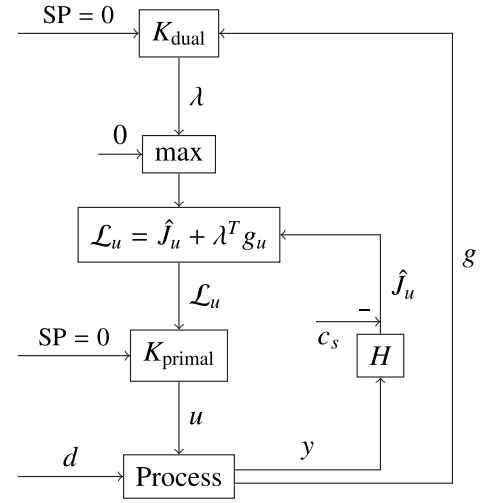 SP = 0
K_dual
λ
0
max
ℒ_u = Ĵ_u + λ^T g_u
g
Ĵ_u
ℒ_u
–
c_s
SP = 0
K_primal
H
u
y
d
Process